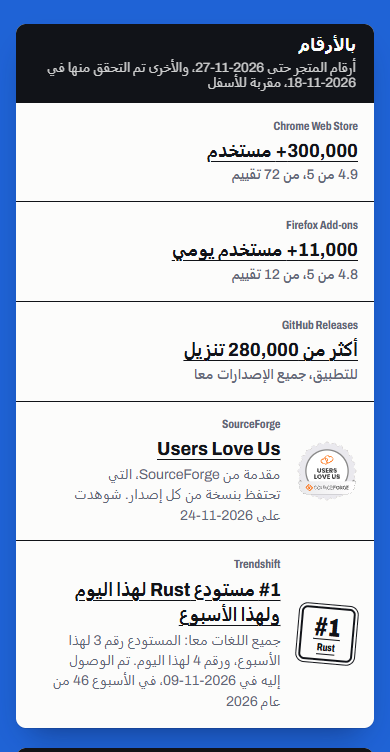 بالأرقام
أرقام المتجر حتى 2026-11-27، والأخرى تم التحقق منها في
2026-11-18، مقربة للأسفل
Chrome Web Store
300,000+ مستخدم
4.9 من 5، من 72 تقييم
Firefox Add-ons
11,000+ مستخدم يومي
4.8 من 5، من 12 تقييم
GitHub Releases
أكثر من 280,000 تنزيل
للتطبيق، جميع الإصدارات معا
SourceForge
Users Love Us
مقدمة من SourceForge، التي
تحتفظ بنسخة من كل إصدار. شوهدت
على 2026-11-24
USERS
LOVE US
SOURCEFORGE
Trendshift
#1 مستودع Rust لهذا اليوم
ولهذا الأسبوع
جميع اللغات معا: المستودع رقم 3 لهذا
الأسبوع، ورقم 4 لهذا اليوم. تم الوصول
إليه في 2026-11-09، في الأسبوع 46 من
عام 2026
#1
Rust